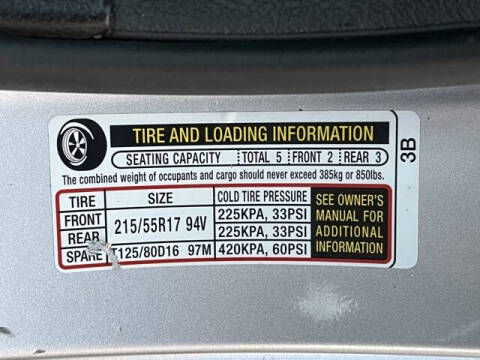 TIRE AND LOADING INFORMATION
SEATING CAPACITY TOTAL 5 FRONT 2 REAR 3
The combined weight of occupants and cargo should never exceed 385kg or 850lbs.
3B
TIRE SIZE COLD TIRE PRESSURE
FRONT 215/55R17 94V 225KPA, 33PSI
REAR 225KPA, 33PSI
SPARE T125/80D16 97M 420KPA, 60PSI
SEE OWNER'S
MANUAL FOR
ADDITIONAL
INFORMATION